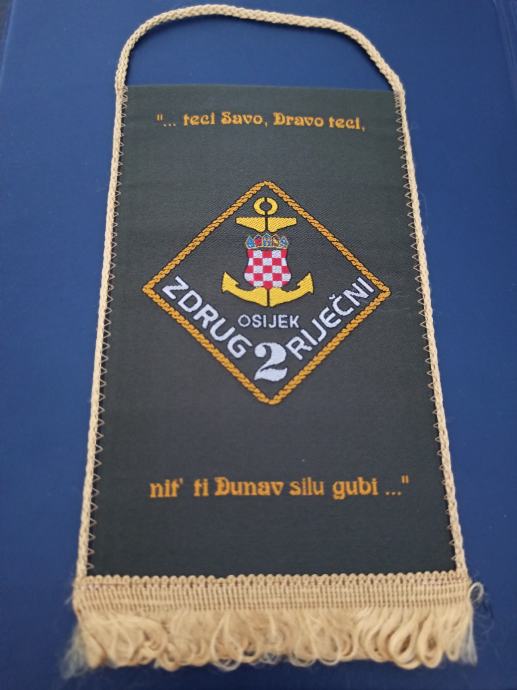 "... teci Savo, Dravo teci,
OSIJEK
ZDRUG 2 RIJEČNI
nit' ti Dunav silu gubi ..."